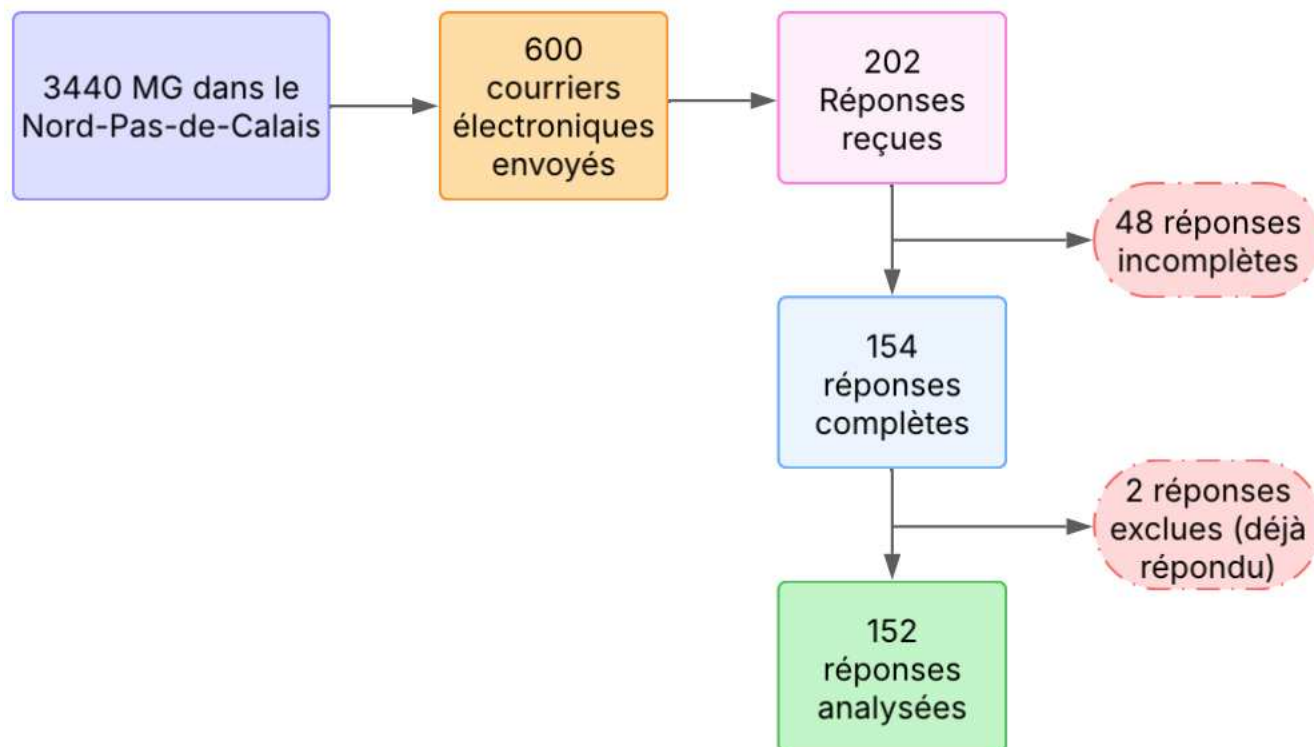 3440 MG dans le
Nord-Pas-de-Calais
600
courriers
électroniques
envoyés
202
Réponses
reçues
48 réponses
incomplètes
154
réponses
complètes
2 réponses
exclues (déjà
répondu)
152
réponses
analysées